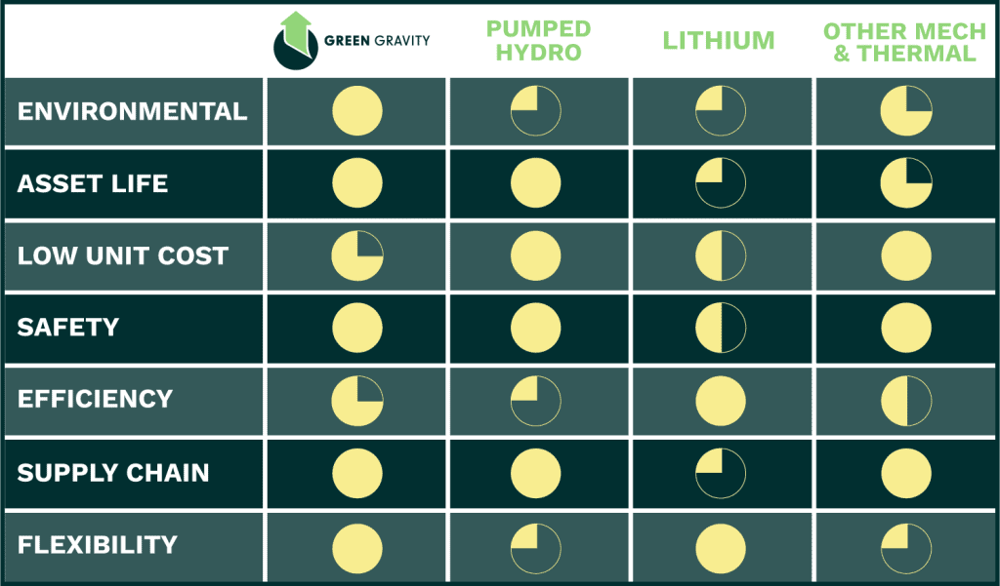 GREEN GRAVITY
PUMPED
HYDRO
LITHIUM
OTHER MECH
& THERMAL
ENVIRONMENTAL
ASSET LIFE
LOW UNIT COST
SAFETY
EFFICIENCY
SUPPLY CHAIN
FLEXIBILITY